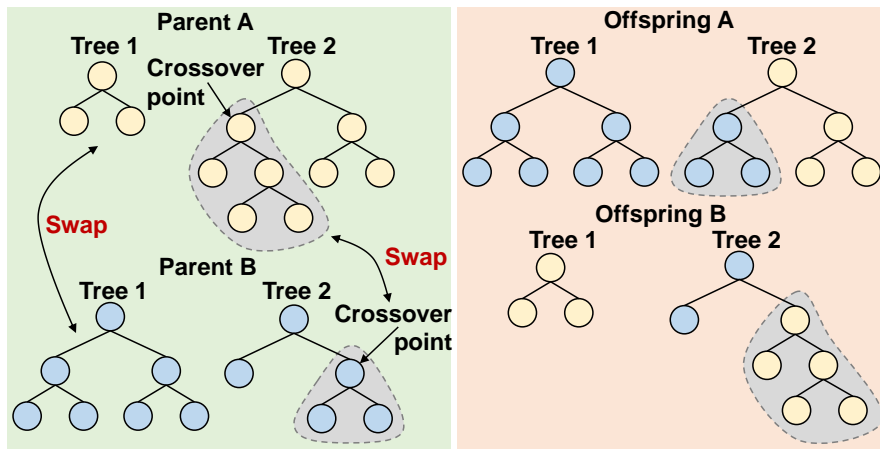 Parent A
Tree 1
Tree 2
Crossover
point
Swap
Swap
Parent B
Tree 1
Tree 2
Crossover
point
Offspring A
Tree 1
Tree 2
Offspring B
Tree 1
Tree 2